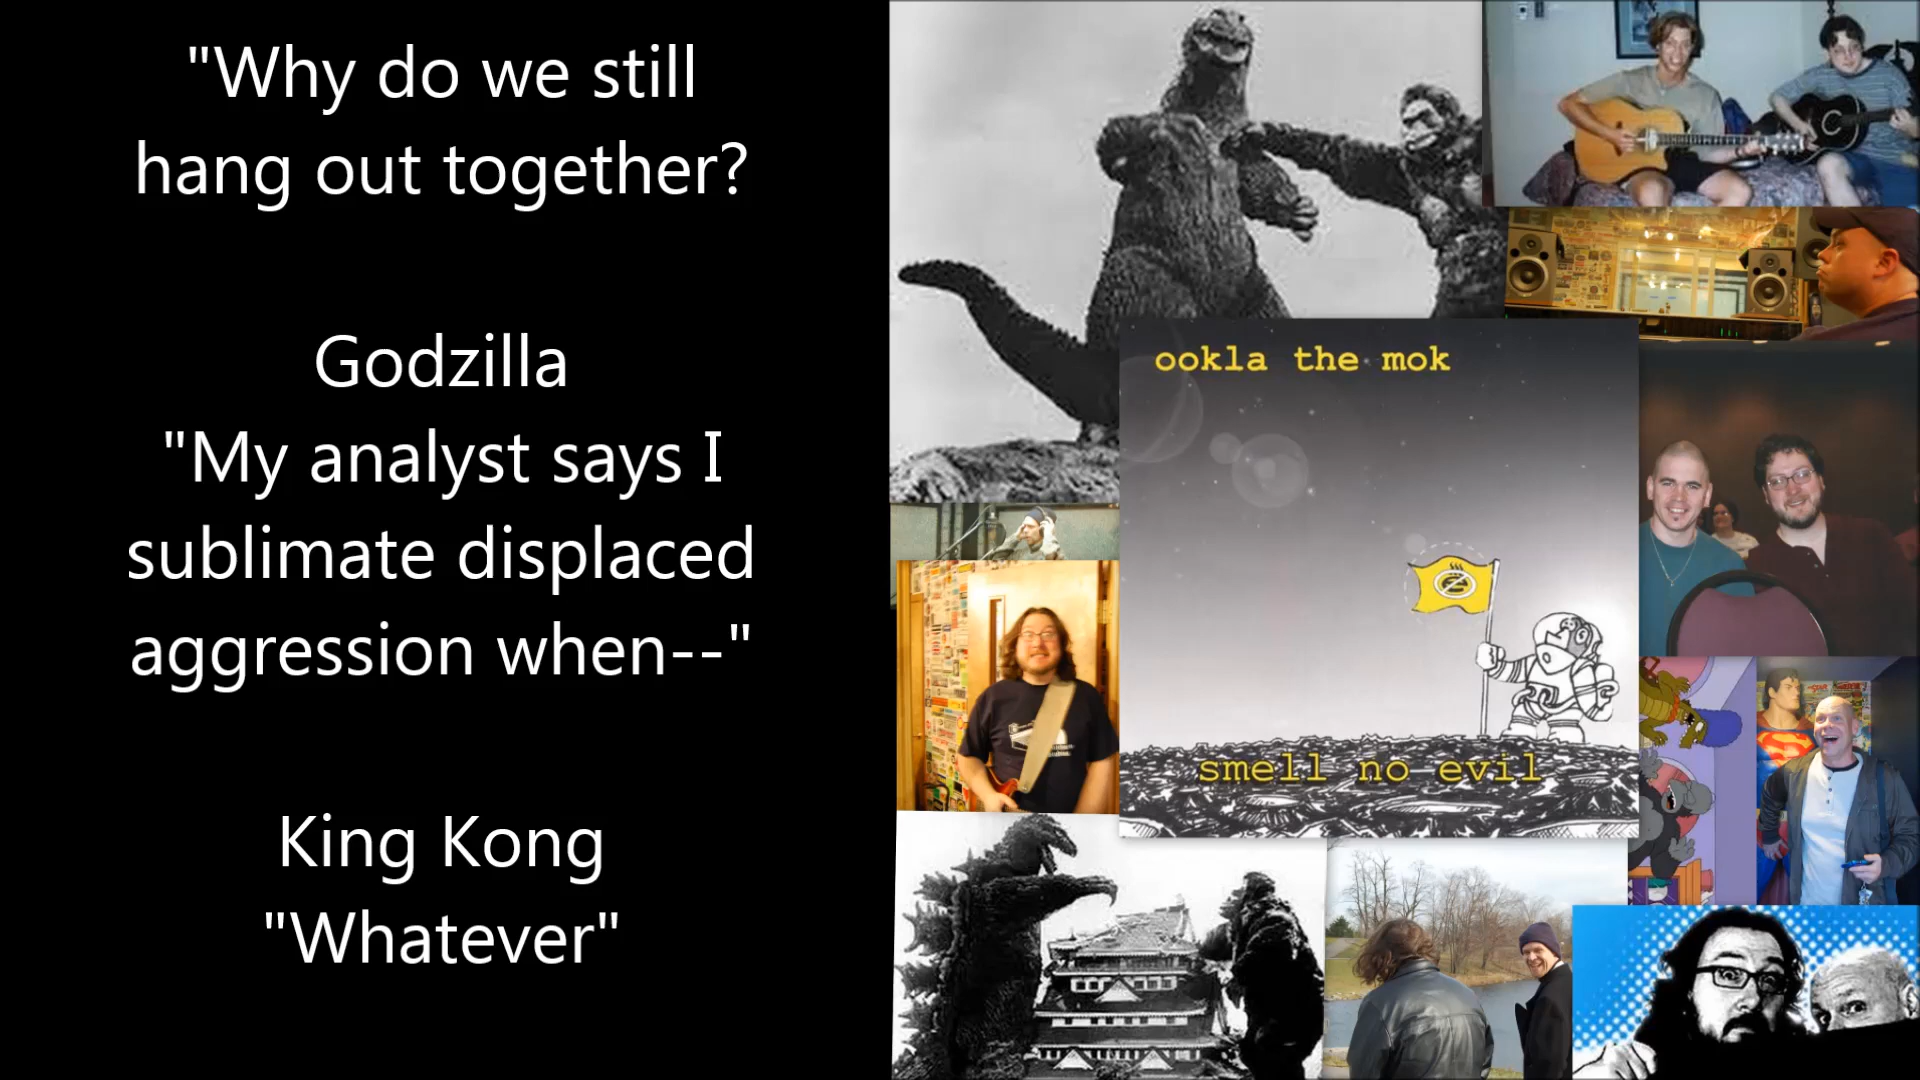 "Why do we still
hang out together?
Godzilla
"My analyst says I
sublimate displaced
aggression when--"
King Kong
"Whatever"
ookla the mok
smell no evil